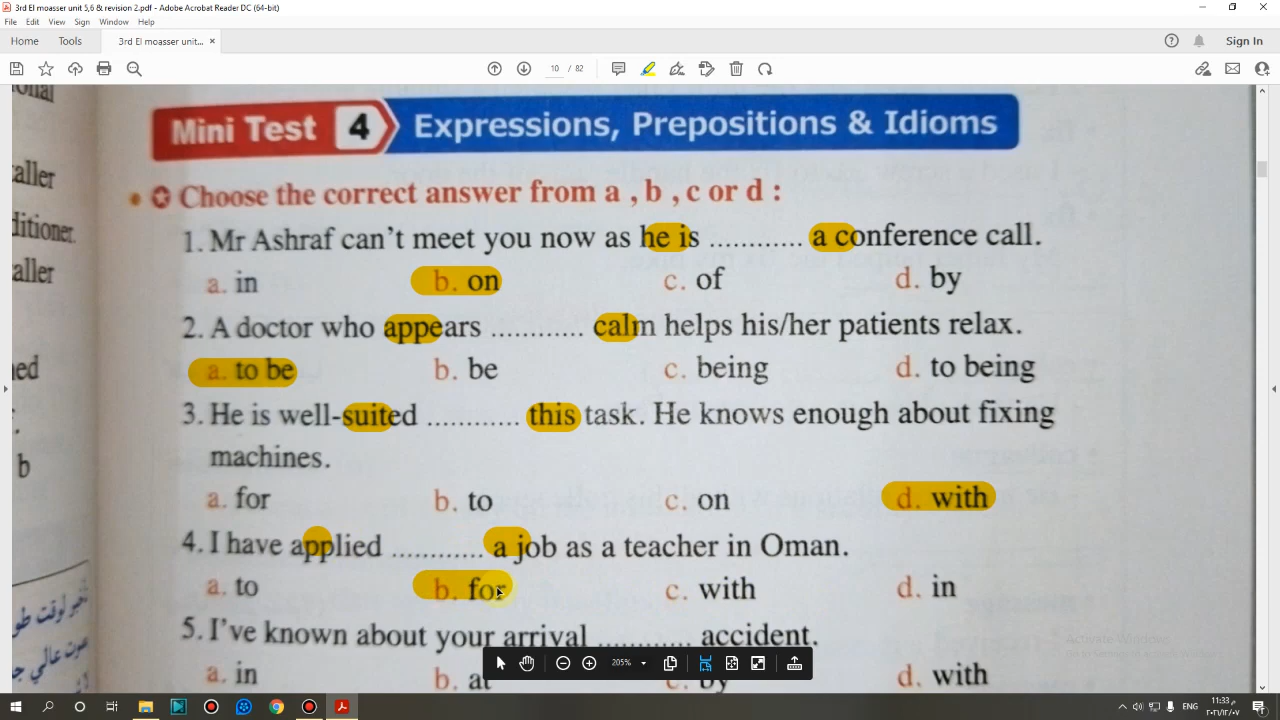 3rd El moasser unit 5,6 & revision 2.pdf - Adobe Acrobat Reader DC (64-bit)
File Edit View Sign Window Help
Home Tools 3rd El moasser unit... × Sign In
10 / 82
Mini Test 4 Expressions, Prepositions & Idioms
Choose the correct answer from a , b , c or d :
1. Mr Ashraf can't meet you now as he is ............ a conference call.
a. in b. on c. of d. by
2. A doctor who appears ............ calm helps his/her patients relax.
a. to be b. be c. being d. to being
3. He is well-suited ............ this task. He knows enough about fixing
machines.
a. for b. to c. on d. with
4. I have applied ............ a job as a teacher in Oman.
a. to b. for c. with d. in
5. I've known about your arrival ............ accident.
a. in b. at c. by d. with
aller
ditioner.
aller
b
205%
Activate Windows
ENG 11:33 م